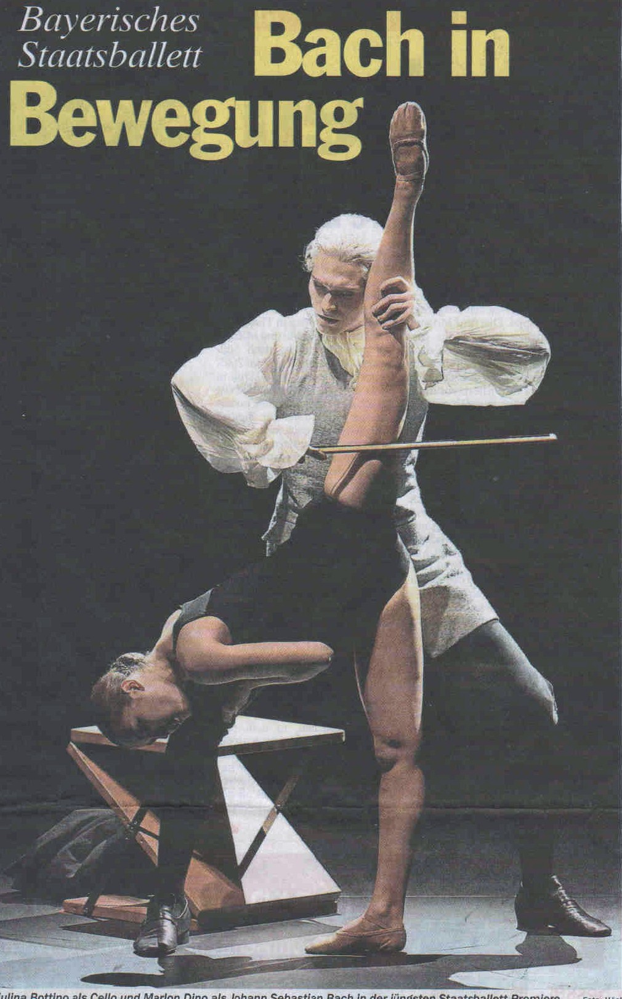 Bayerisches
Staatsballett
Bach in
Bewegung
Bottino als Cello und Marlon Dino als Johann Sebastian Bach in der jüngsten Staatsballett-Premiere